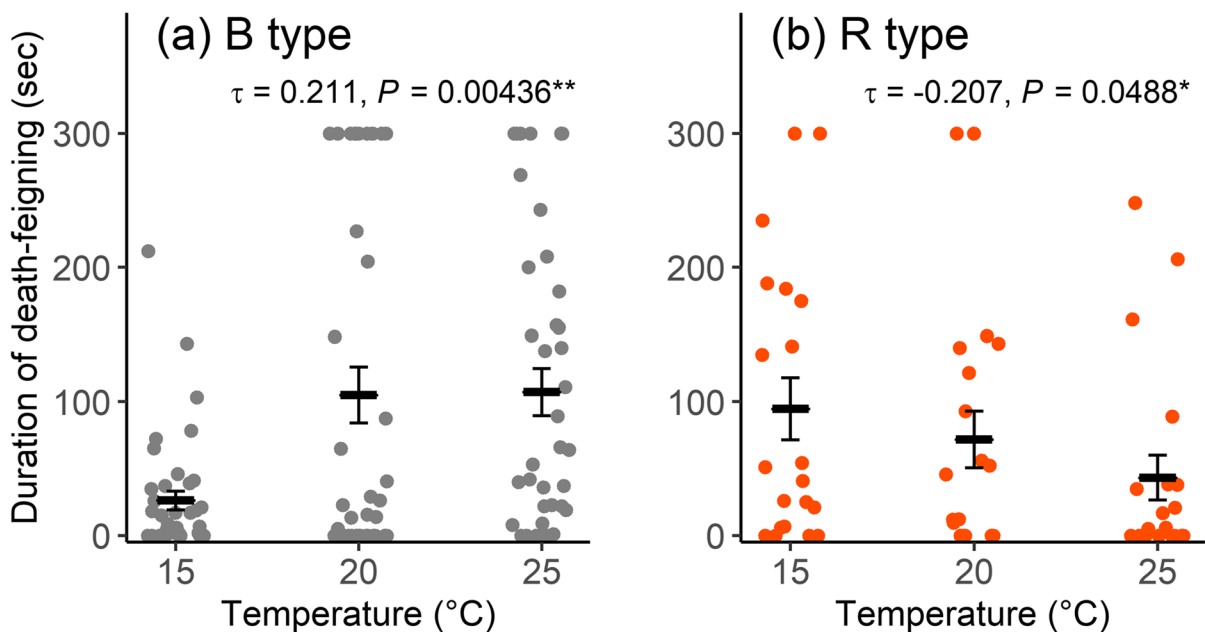 (a) B type
τ = 0.211, P = 0.00436**
Duration of death-feigning (sec)
300
200
100
0
15 20 25
Temperature (°C)
(b) R type
τ = -0.207, P = 0.0488*
300
200
100
0
15 20 25
Temperature (°C)